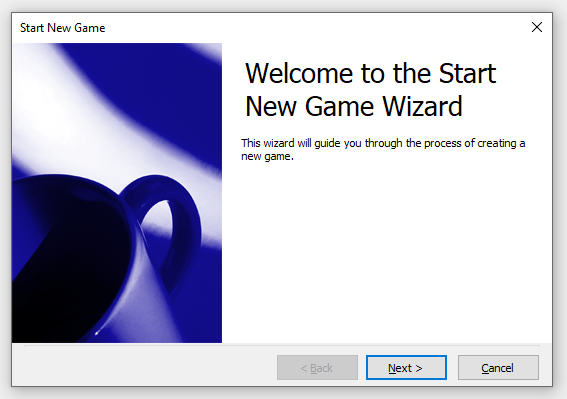 Start New Game
Welcome to the Start
New Game Wizard
This wizard will guide you through the process of creating a
new game.
< Back
Next >
Cancel